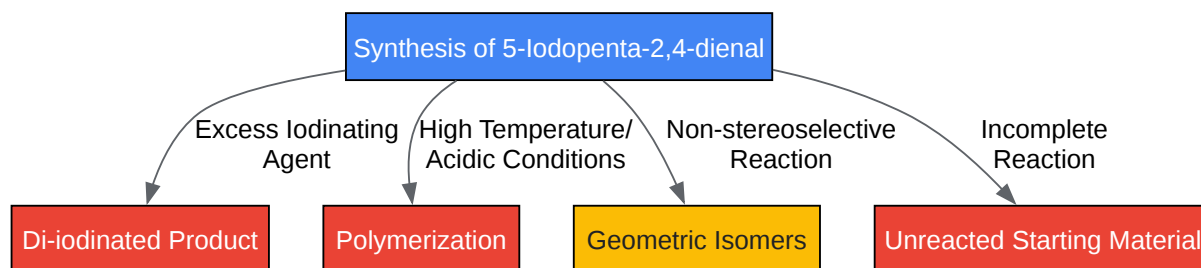 Synthesis of 5-Iodopenta-2,4-dienal
Excess Iodinating
Agent
High Temperature/
Acidic Conditions
Non-stereoselective
Reaction
Incomplete
Reaction
Di-iodinated Product
Polymerization
Geometric Isomers
Unreacted Starting Material